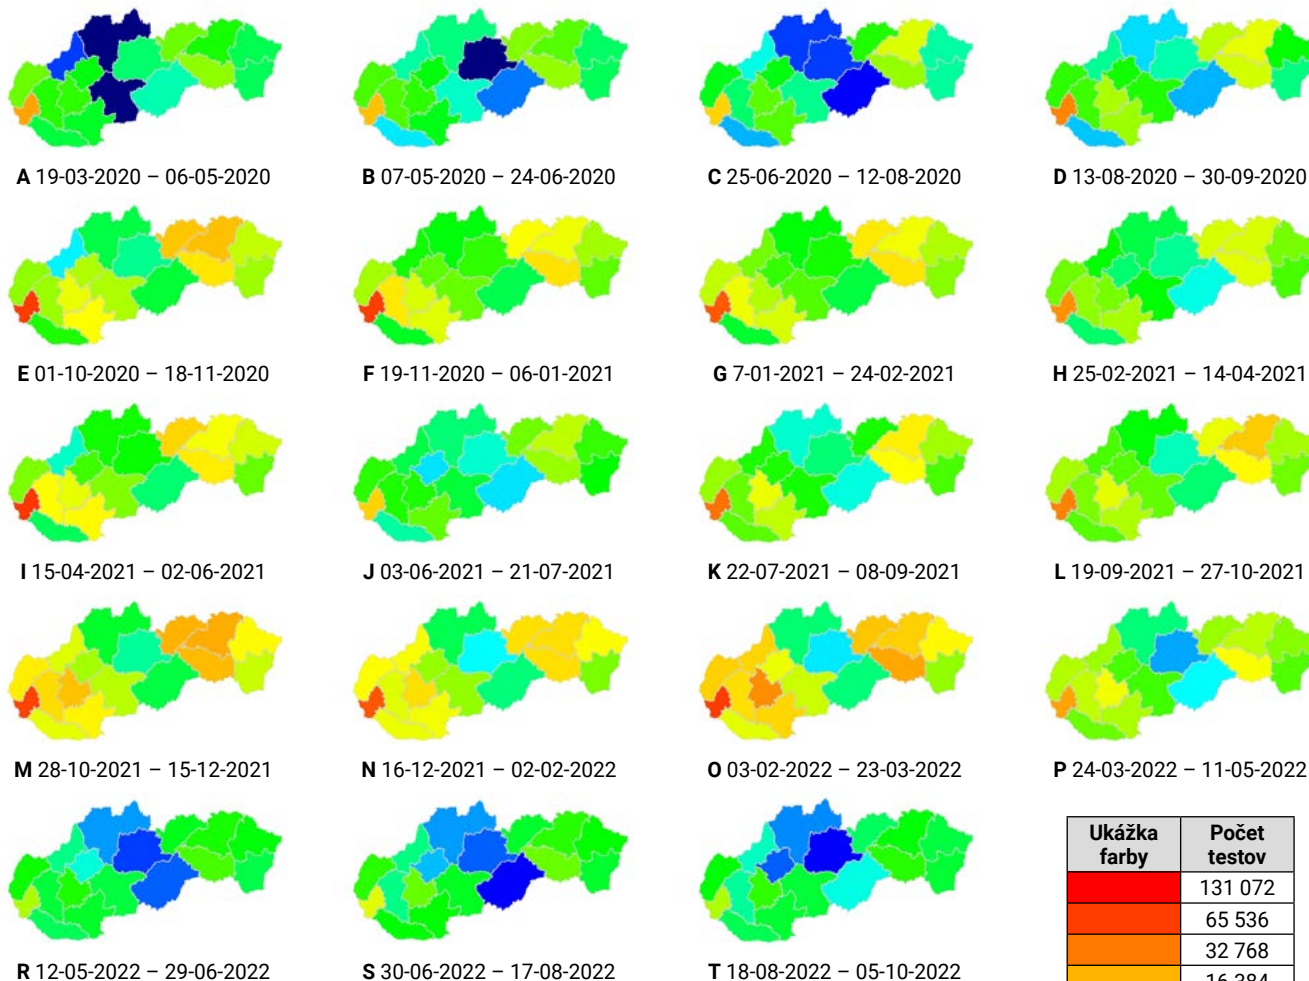 A 19-03-2020 – 06-05-2020
B 07-05-2020 – 24-06-2020
C 25-06-2020 – 12-08-2020
D 13-08-2020 – 30-09-2020
E 01-10-2020 – 18-11-2020
F 19-11-2020 – 06-01-2021
G 7-01-2021 – 24-02-2021
H 25-02-2021 – 14-04-2021
I 15-04-2021 – 02-06-2021
J 03-06-2021 – 21-07-2021
K 22-07-2021 – 08-09-2021
L 19-09-2021 – 27-10-2021
M 28-10-2021 – 15-12-2021
N 16-12-2021 – 02-02-2022
O 03-02-2022 – 23-03-2022
P 24-03-2022 – 11-05-2022
R 12-05-2022 – 29-06-2022
S 30-06-2022 – 17-08-2022
T 18-08-2022 – 05-10-2022
Ukážka Počet
farby testov
131 072
65 536
32 768
16 384